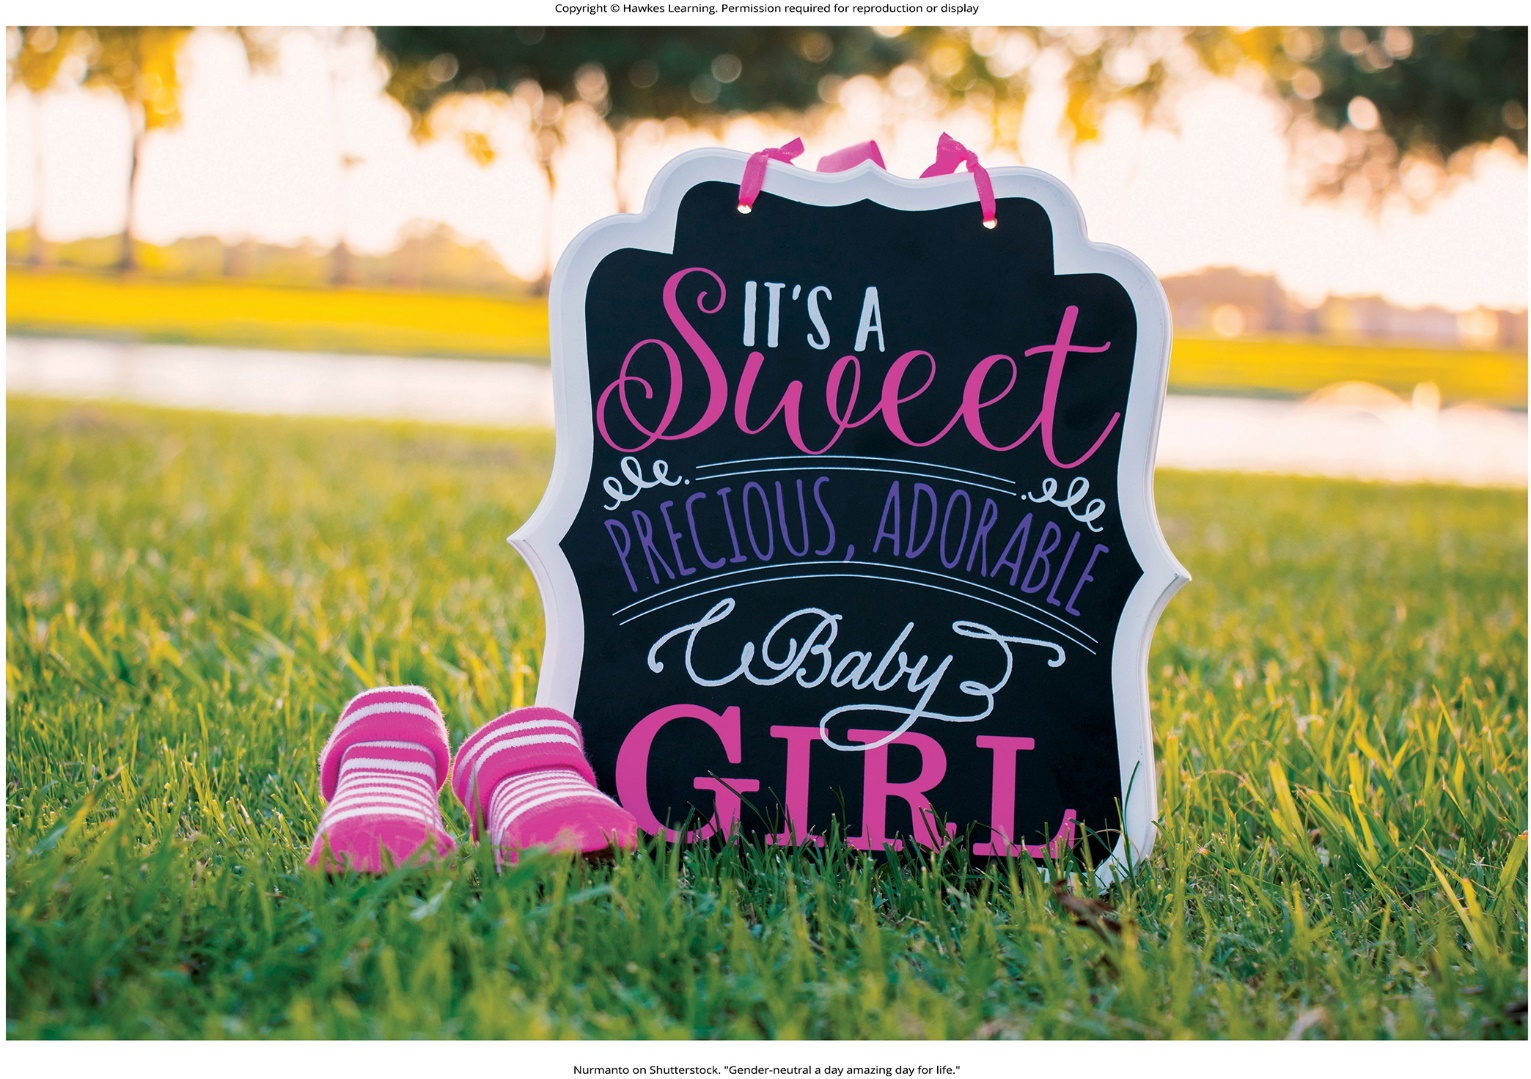 Copyright © Hawkes Learning. Permission required for reproduction or display
IT'S A
Sweet
PRECIOUS, ADORABLE
Baby
GIRL
Nurmanto on Shutterstock. "Gender-neutral a day amazing day for life."